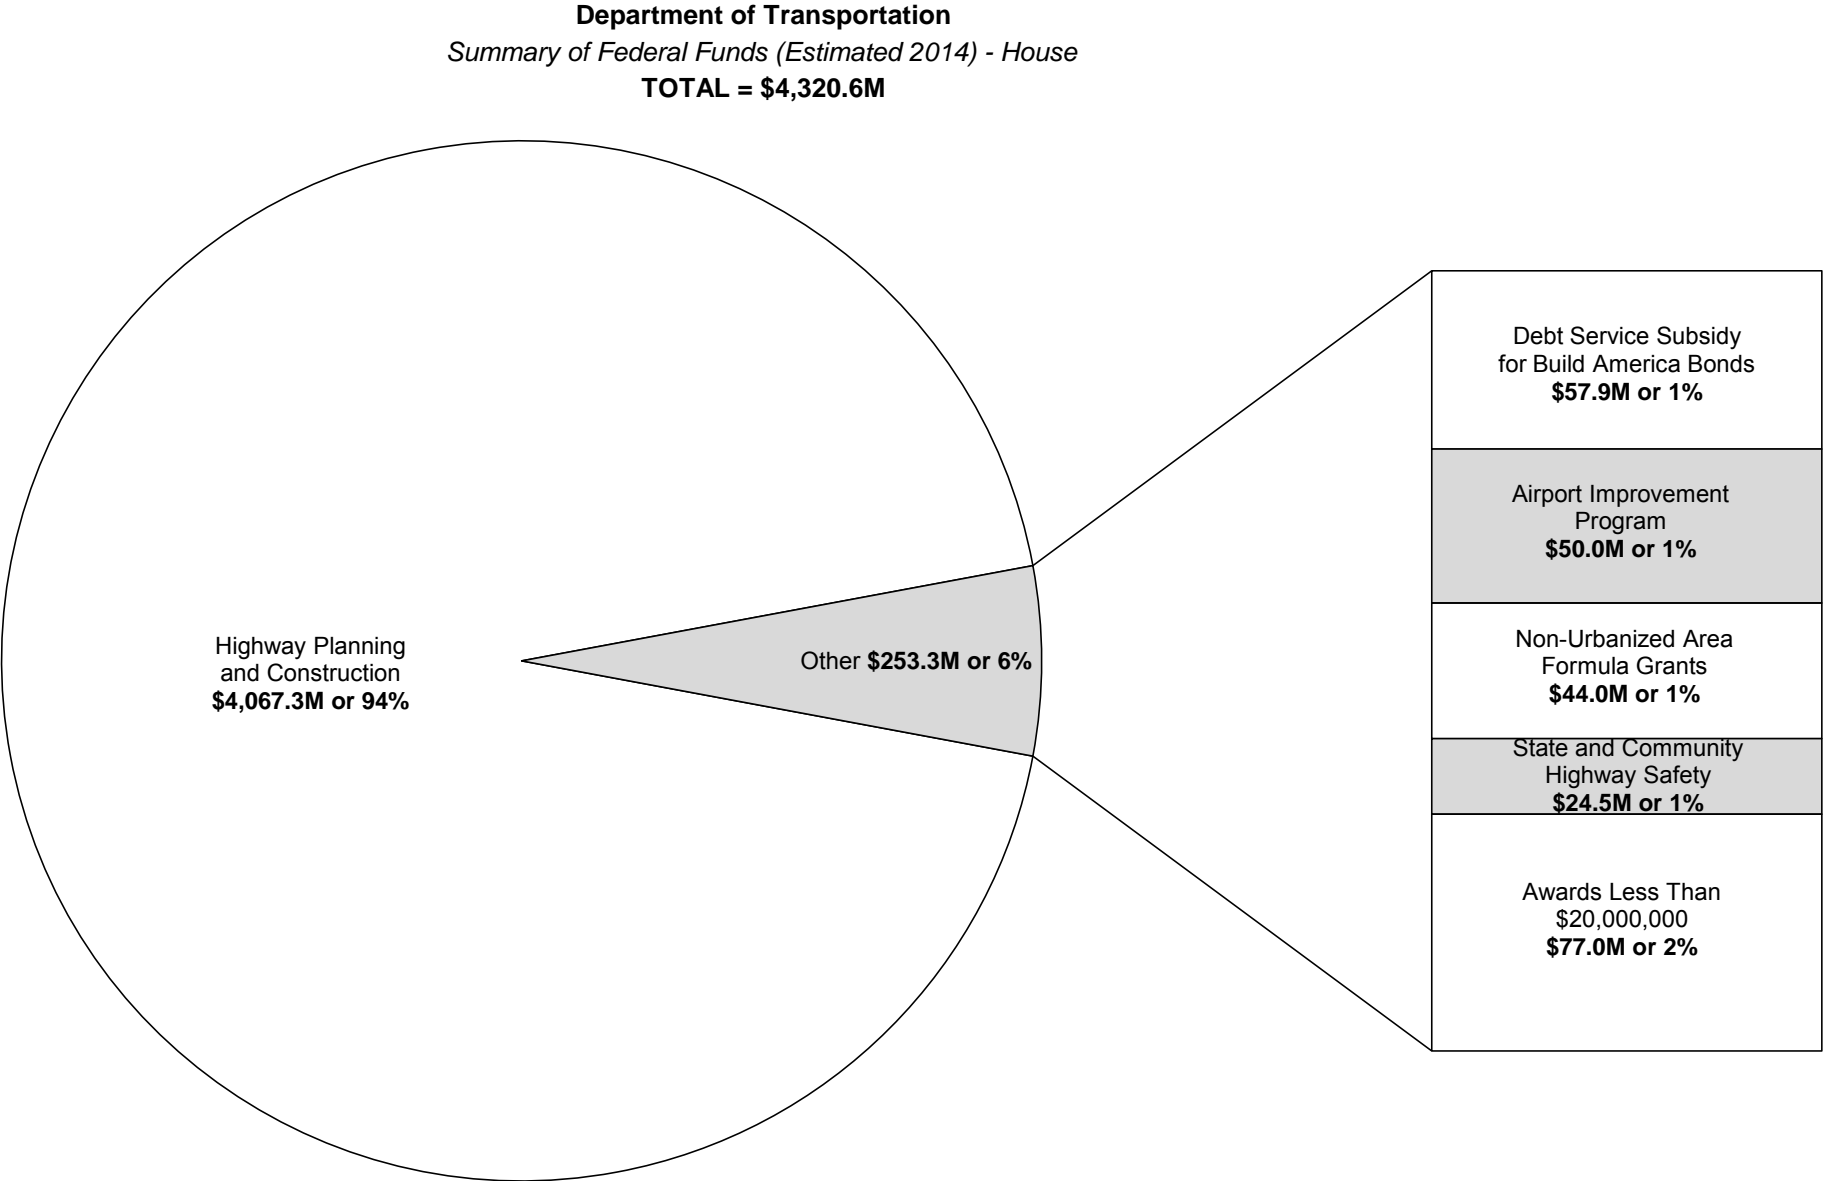 Department of Transportation
Summary of Federal Funds (Estimated 2014) - House
TOTAL = $4,320.6M
Highway Planning
and Construction
$4,067.3M or 94%
Other $253.3M or 6%
Debt Service Subsidy
for Build America Bonds
$57.9M or 1%
Airport Improvement
Program
$50.0M or 1%
Non-Urbanized Area
Formula Grants
$44.0M or 1%
State and Community
Highway Safety
$24.5M or 1%
Awards Less Than
$20,000,000
$77.0M or 2%